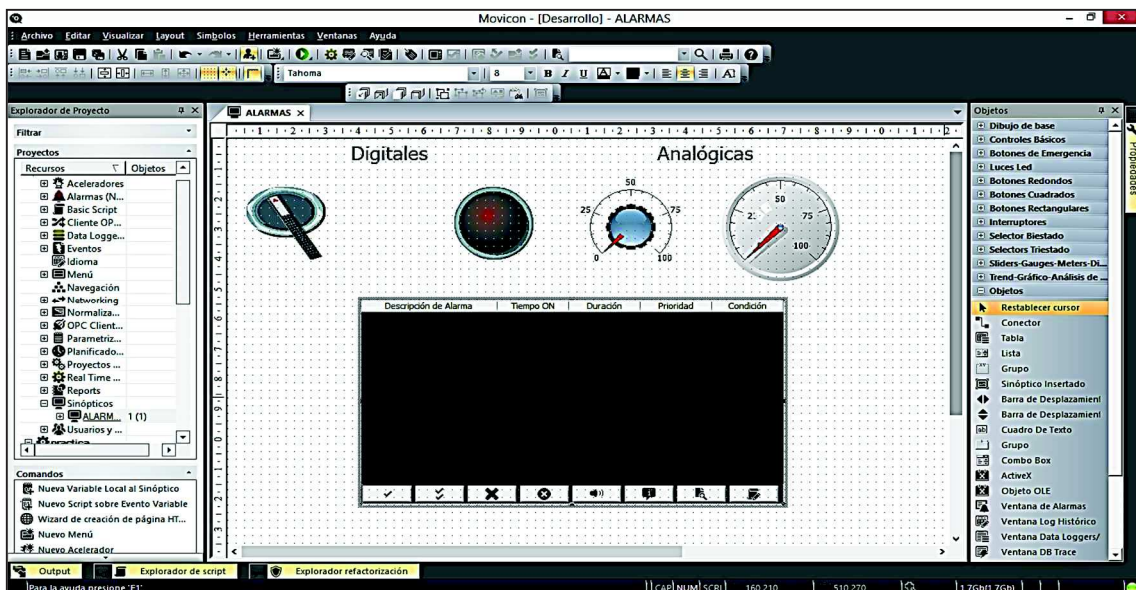 Movicon - [Desarrollo] - ALARMAS
Archivo Editar Visualizar Layout Simbolos Herramientas Ventanas Ayuda
Tahoma 8 B I U A A
Explorador de Proyecto
Filtrar
Proyectos
Recursos Objetos
Aceleradores
Alarmas (N...
Basic Script
Cliente OP...
Data Logge...
Eventos
Idioma
Menú
Navegación
Networking
Normaliza...
OPC Client...
Parametriz...
Planificado...
Proyectos ...
Real Time ...
Reports
Sinópticos
ALARM... 1 (1)
Usuarios y ...
practica
Comandos
Nueva Variable Local al Sinóptico
Nuevo Script sobre Evento Variable
Wizard de creación de página HT...
Nuevo Menú
Nuevo Acelerador
ALARMAS
Digitales
Analógicas
0 25 50 75 100
50 75 100
Descripción de Alarma Tiempo ON Duración Prioridad Condición
Objetos
Dibujo de base
Controles Básicos
Botones de Emergencia
Luces Led
Botones Redondos
Botones Cuadrados
Botones Rectangulares
Interruptores
Selector Biestado
Selectors Triestado
Sliders-Gauges-Meters-Di...
Trend-Gráfico-Análisis de ...
Objetos
Restablecer cursor
Conector
Tabla
Lista
Grupo
Sinóptico Insertado
Barra de Desplazamient
Barra de Desplazamient
Cuadro De Texto
Grupo
Combo Box
ActiveX
Objeto OLE
Ventana de Alarmas
Ventana Log Histórico
Ventana Data Loggers/
Ventana DB Trace
Propiedades
Output Explorador de script Explorador refactorización
Para la ayuda presione 'F1' CAP NUM SCRL 160,210 510,270 1.7Gb(1.7Gb)